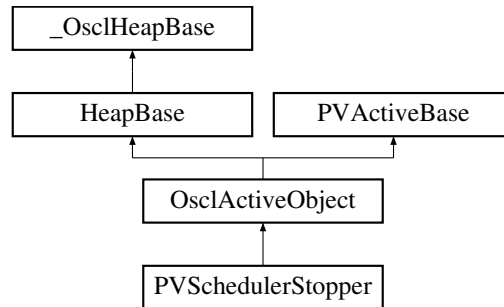 _OsclHeapBase
HeapBase
PVActiveBase
OsclActiveObject
PVSchedulerStopper